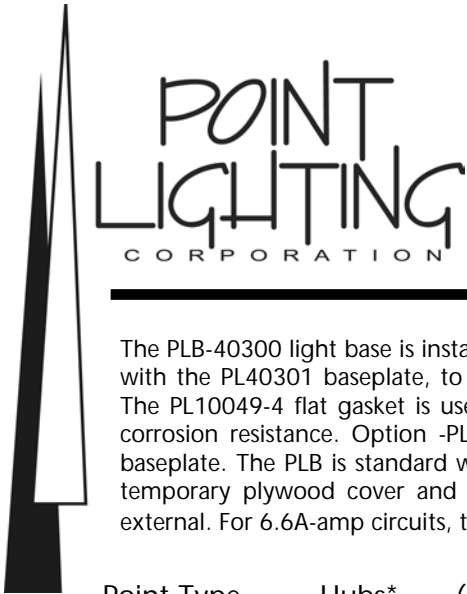 POINT
LIGHTING
CORPORATION
The PLB-40300 light base is insta
with the PL40301 baseplate, to
The PL10049-4 flat gasket is use
corrosion resistance. Option -PL
baseplate. The PLB is standard w
temporary plywood cover and
external. For 6.6A-amp circuits, t
Point Type Hubs* (